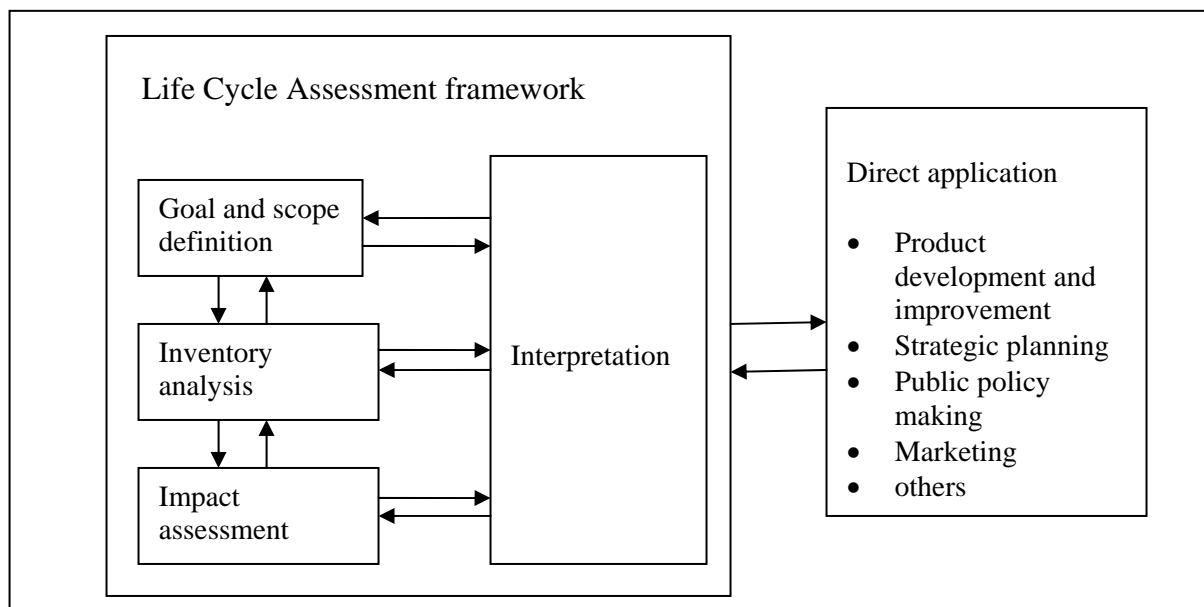 Life Cycle Assessment framework
Goal and scope
definition
Inventory
analysis
Impact
assessment
Interpretation
Direct application
• Product
development and
improvement
• Strategic planning
• Public policy
making
• Marketing
• others